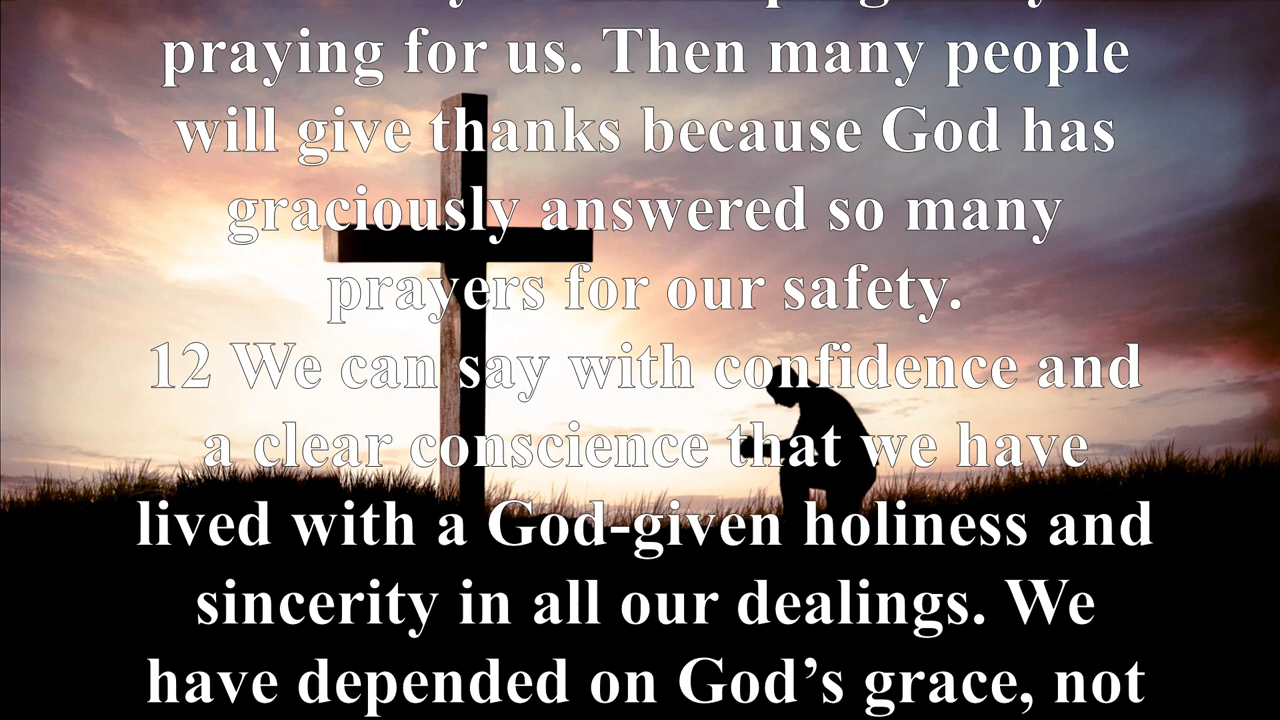 praying for us. Then many people
will give thanks because God has
graciously answered so many
prayers for our safety.
12 We can say with confidence and
a clear conscience that we have
lived with a God-given holiness and
sincerity in all our dealings. We
have depended on God’s grace, not